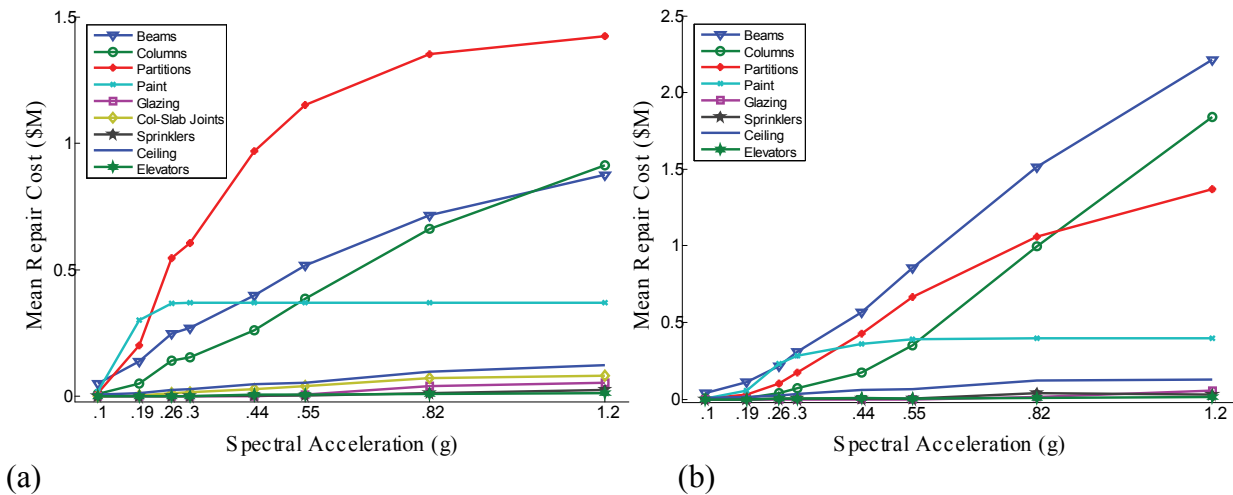 1.5
1
0.5
0
Mean Repair Cost ($M)
Beams
Columns
Partitions
Paint
Glazing
Col-Slab Joints
Sprinklers
Ceiling
Elevators
.1 .19 .26 .3 .44 .55 .82 1.2
Spectral Acceleration (g)
(a)
2.5
2.0
1.5
1
0.5
0
Mean Repair Cost ($M)
Beams
Columns
Partitions
Paint
Glazing
Sprinklers
Ceiling
Elevators
.1 .19 .26 .3 .44 .55 .82 1.2
Spectral Acceleration (g)
(b)